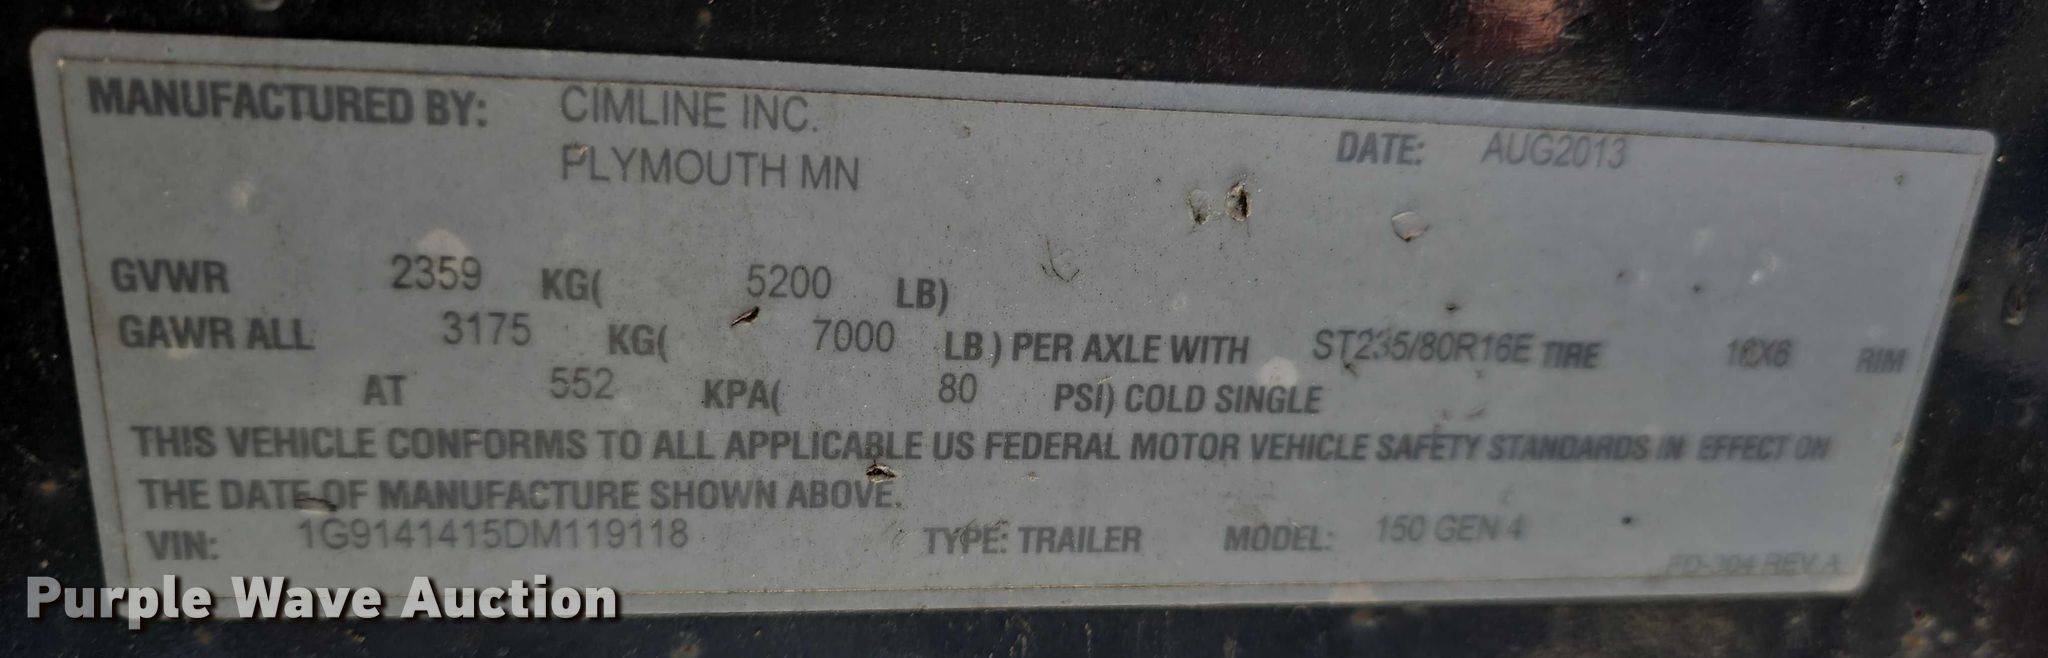 MANUFACTURED BY: CIMLINE INC.
PLYMOUTH MN
DATE: AUG2013
GVWR 2359 KG( 5200 LB)
GAWR ALL 3175 KG( 7000 LB) PER AXLE WITH ST235/80R16E TIRE 16X6 RIM
AT 552 KPA( 80 PSI) COLD SINGLE
THIS VEHICLE CONFORMS TO ALL APPLICABLE US FEDERAL MOTOR VEHICLE SAFETY STANDARDS IN EFFECT ON
THE DATE OF MANUFACTURE SHOWN ABOVE.
VIN: 1G9141415DM119118 TYPE: TRAILER MODEL: 150 GEN 4
FD-304 REV A
Purple Wave Auction